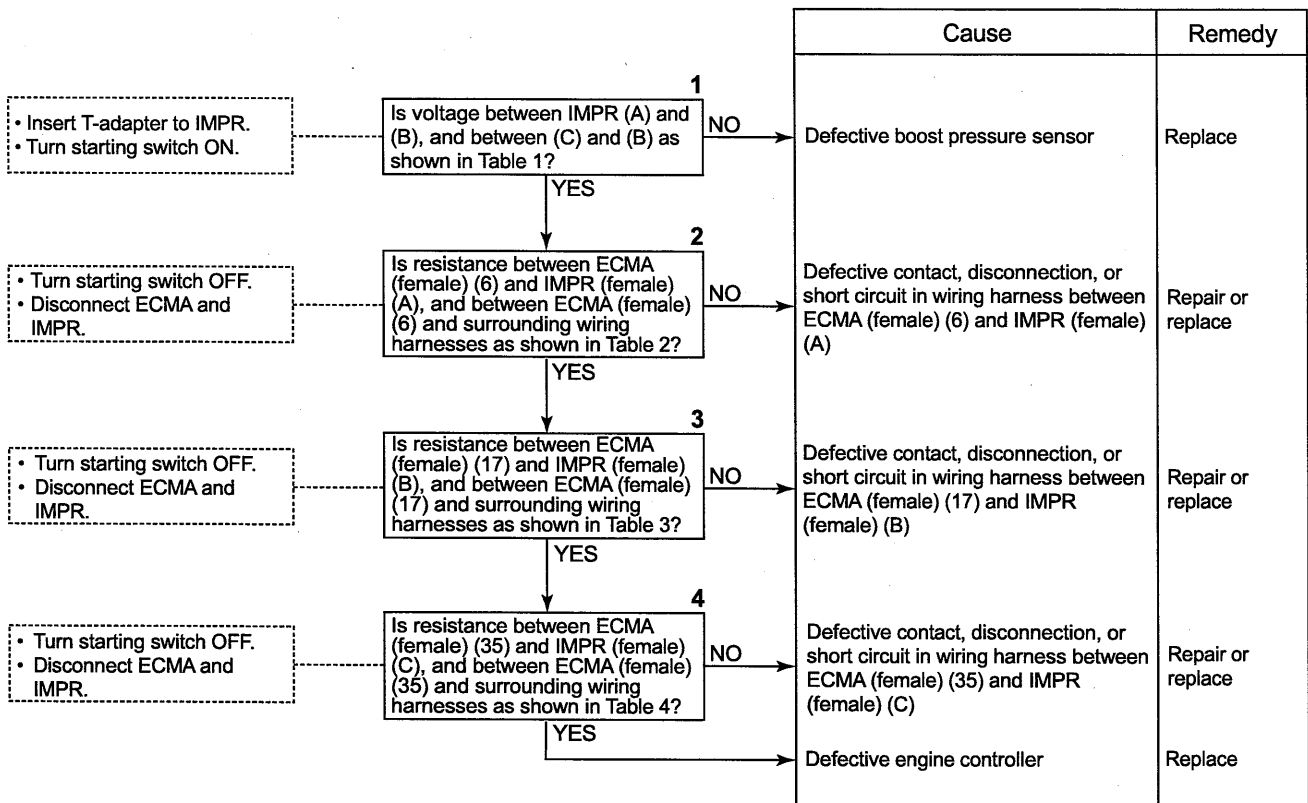 Cause
Remedy
1
• Insert T-adapter to IMPR.
• Turn starting switch ON.
Is voltage between IMPR (A) and
(B), and between (C) and (B) as
shown in Table 1?
NO
Defective boost pressure sensor
Replace
YES
2
• Turn starting switch OFF.
• Disconnect ECMA and
IMPR.
Is resistance between ECMA
(female) (6) and IMPR (female)
(A), and between ECMA (female)
(6) and surrounding wiring
harnesses as shown in Table 2?
NO
Defective contact, disconnection, or
short circuit in wiring harness between
ECMA (female) (6) and IMPR (female)
(A)
Repair or
replace
YES
3
• Turn starting switch OFF.
• Disconnect ECMA and
IMPR.
Is resistance between ECMA
(female) (17) and IMPR (female)
(B), and between ECMA (female)
(17) and surrounding wiring
harnesses as shown in Table 3?
NO
Defective contact, disconnection, or
short circuit in wiring harness between
ECMA (female) (17) and IMPR
(female) (B)
Repair or
replace
YES
4
• Turn starting switch OFF.
• Disconnect ECMA and
IMPR.
Is resistance between ECMA
(female) (35) and IMPR (female)
(C), and between ECMA (female)
(35) and surrounding wiring
harnesses as shown in Table 4?
NO
Defective contact, disconnection, or
short circuit in wiring harness between
ECMA (female) (35) and IMPR
(female) (C)
Repair or
replace
YES
Defective engine controller
Replace